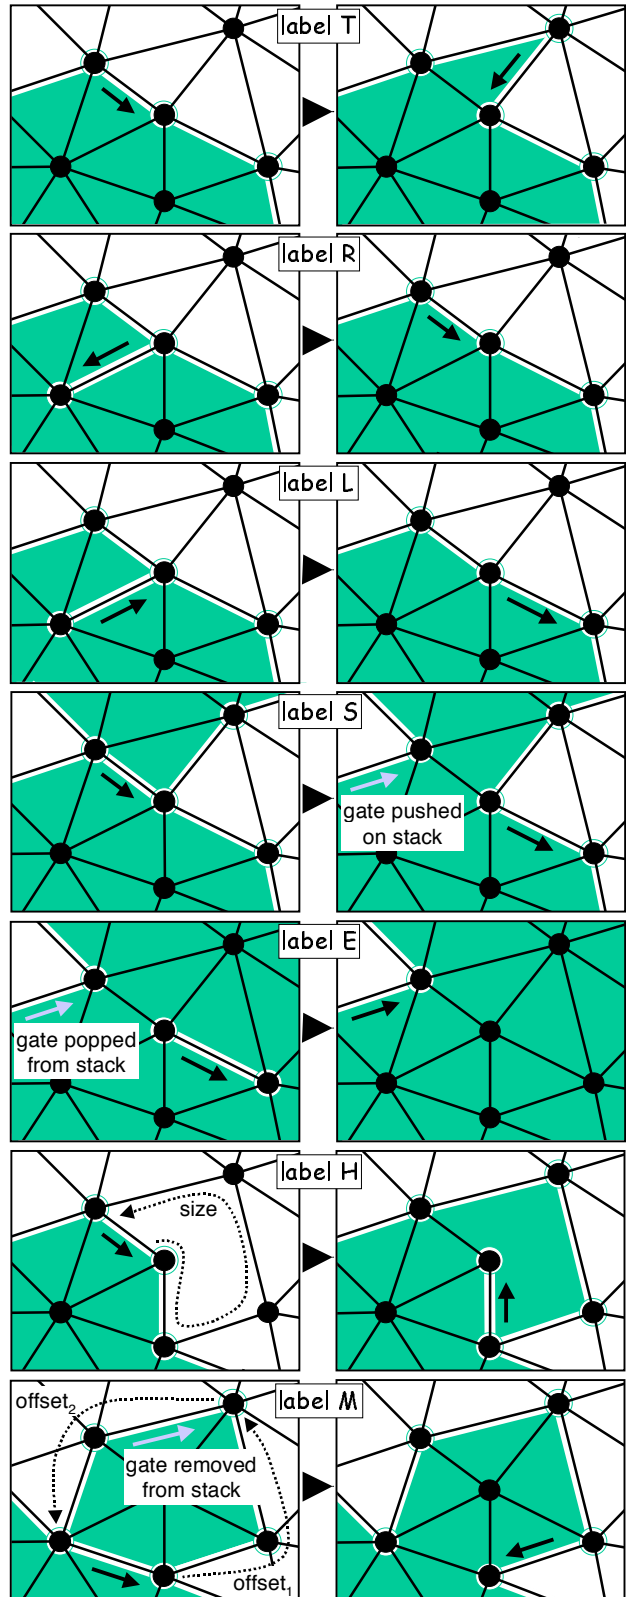 label T
label R
label L
label S
gate pushed
on stack
label E
gate popped
from stack
label H
size
label M
offset2
gate removed
from stack
offset1